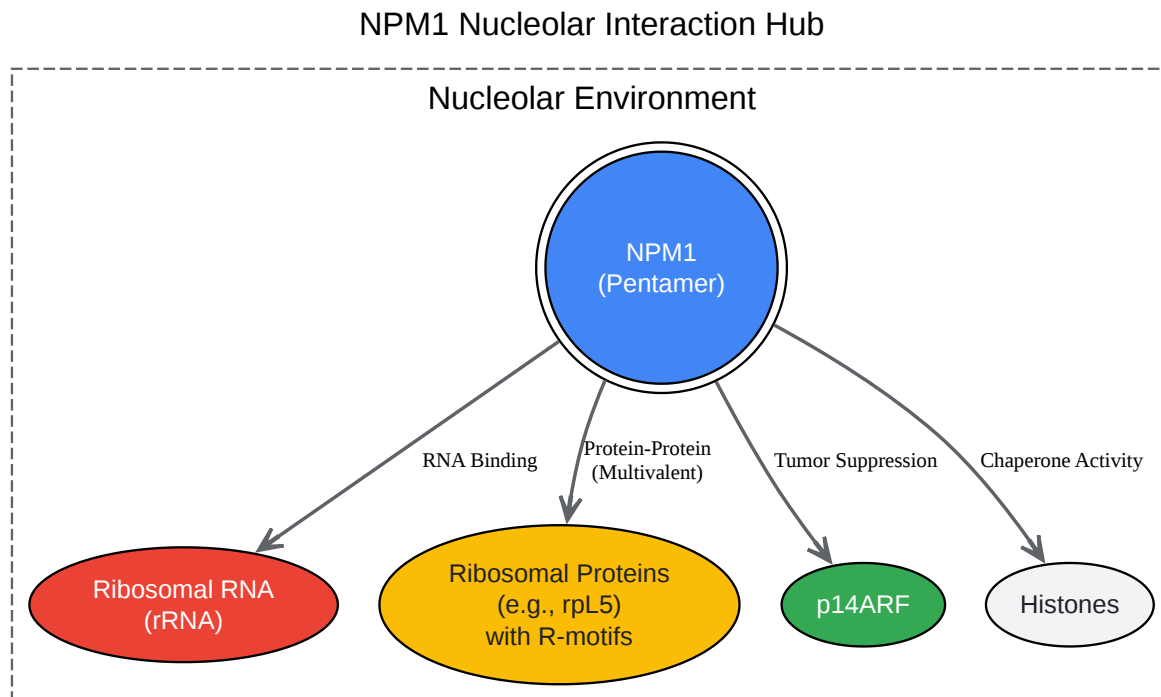 NPM1 Nucleolar Interaction Hub
Nucleolar Environment
NPM1
(Pentamer)
RNA Binding
Protein-Protein
(Multivalent)
Tumor Suppression
Chaperone Activity
Ribosomal RNA
(rRNA)
Ribosomal Proteins
(e.g., rpL5)
with R-motifs
p14ARF
Histones